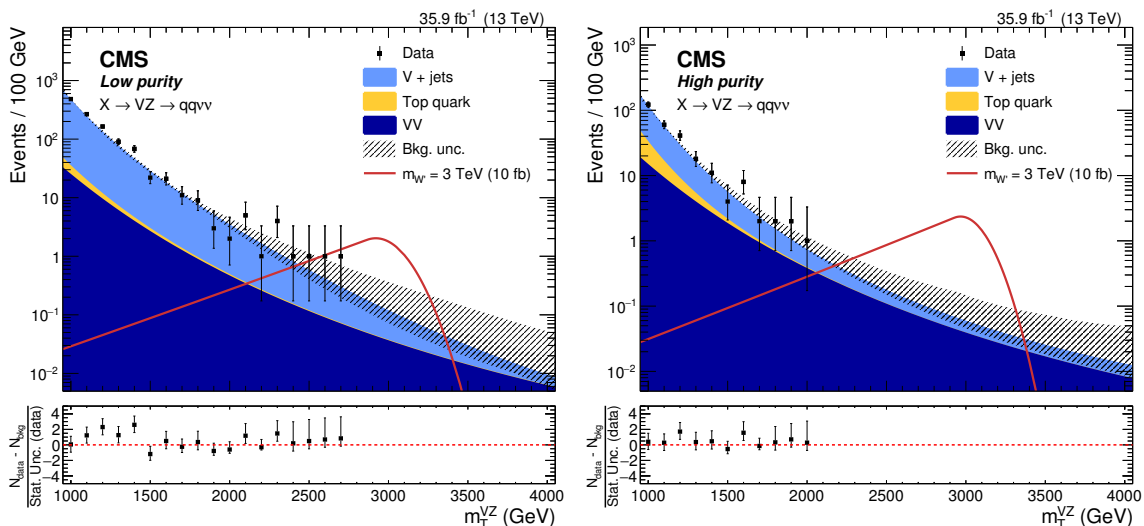 35.9 fb⁻¹ (13 TeV)
CMS
Low purity
X → VZ → qqνν
Data
V + jets
Top quark
VV
Bkg. unc.
m_W' = 3 TeV (10 fb)
Events / 100 GeV
10³
10²
10
1
10⁻¹
10⁻²
N_data - N_bkg
Stat. Unc. (data)
4
2
0
−2
−4
1000 1500 2000 2500 3000 3500 4000
m_T^VZ (GeV)
35.9 fb⁻¹ (13 TeV)
CMS
High purity
X → VZ → qqνν
Data
V + jets
Top quark
VV
Bkg. unc.
m_W' = 3 TeV (10 fb)
Events / 100 GeV
10³
10²
10
1
10⁻¹
10⁻²
N_data - N_bkg
Stat. Unc. (data)
4
2
0
−2
−4
1000 1500 2000 2500 3000 3500 4000
m_T^VZ (GeV)